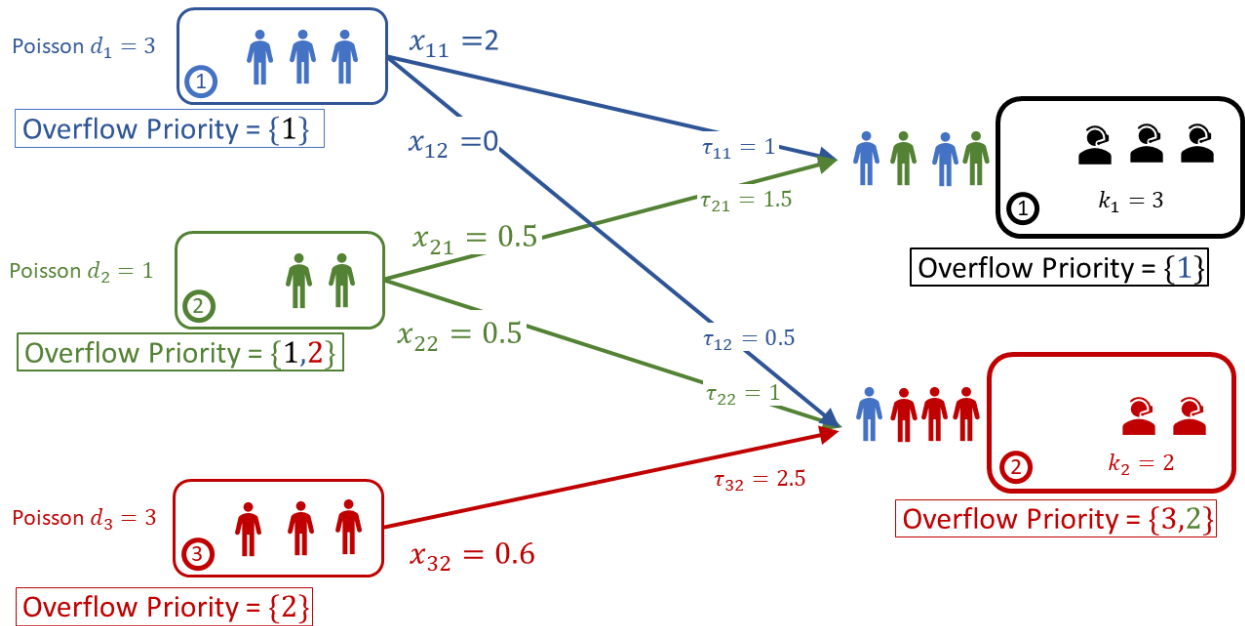 Poisson d₁ = 3
①
x₁₁ =2
Overflow Priority = {1}
x₁₂ =0
τ₁₁ = 1
τ₂₁ = 1.5
①
k₁ = 3
Overflow Priority = {1}
Poisson d₂ = 1
②
x₂₁ = 0.5
Overflow Priority = {1,2}
x₂₂ = 0.5
τ₁₂ = 0.5
τ₂₂ = 1
②
k₂ = 2
Overflow Priority = {3,2}
Poisson d₃ = 3
③
τ₃₂ = 2.5
x₃₂ = 0.6
Overflow Priority = {2}